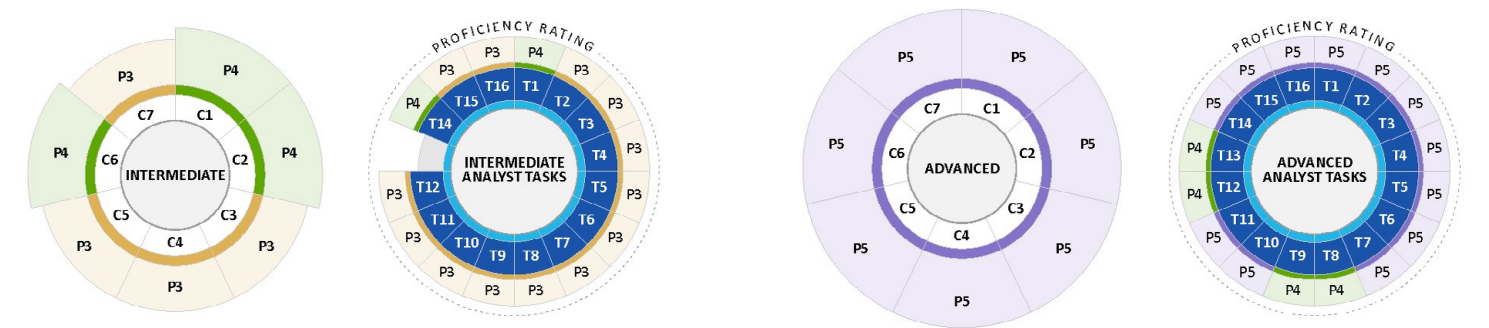 INTERMEDIATE
C1
P4
C2
P4
C3
P3
C4
P3
C5
P3
C6
P4
C7
P3
PROFICIENCY RATING
INTERMEDIATE
ANALYST TASKS
T1
P4
T2
P3
T3
P3
T4
P3
T5
P3
T6
P3
T7
P3
T8
P3
T9
P3
T10
P3
T11
P3
T12
P3
T14
P4
T15
P3
T16
P3
ADVANCED
C1
P5
C2
P5
C3
P5
C4
P5
C5
P5
C6
P5
C7
P5
PROFICIENCY RATING
ADVANCED
ANALYST TASKS
T1
P5
T2
P5
T3
P5
T4
P5
T5
P5
T6
P5
T7
P5
T8
P4
T9
P4
T10
P5
T11
P5
T12
P4
T13
P4
T14
P5
T15
P5
T16
P5